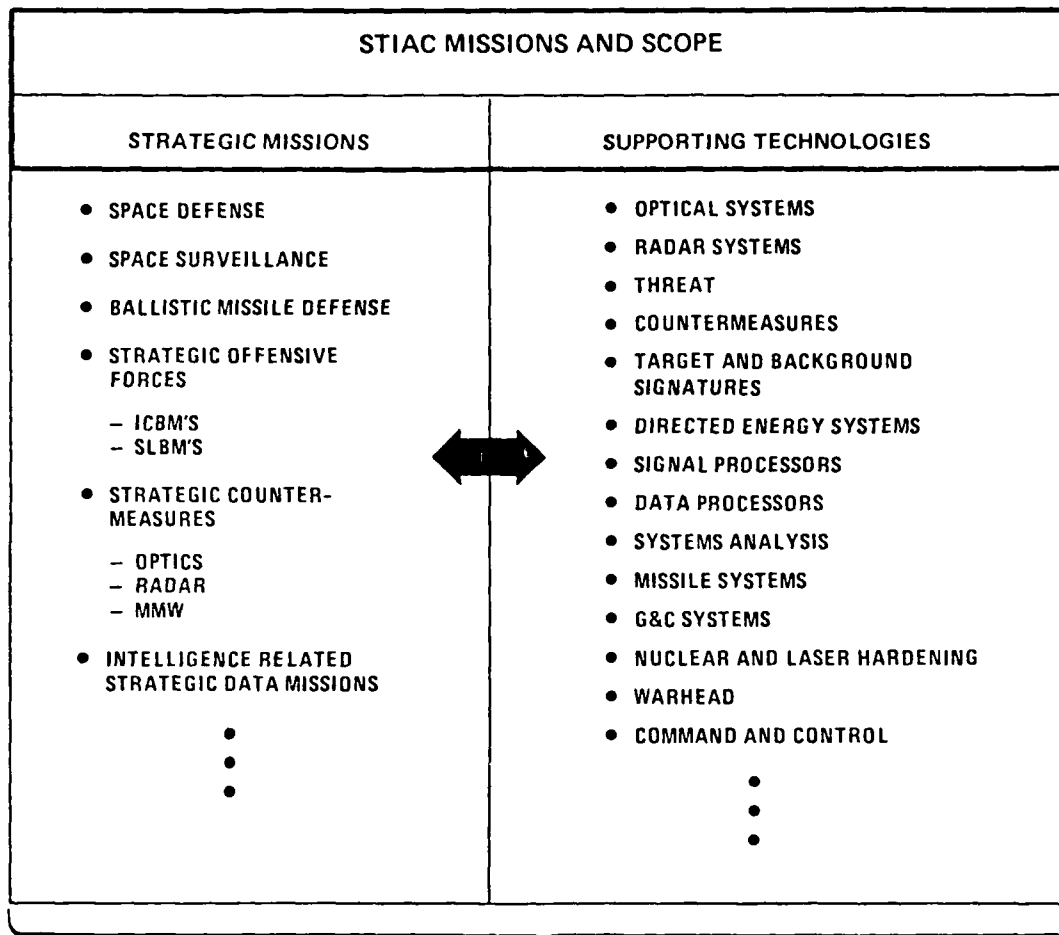 STIAC MISSIONS AND SCOPE
STRATEGIC MISSIONS
• SPACE DEFENSE
• SPACE SURVEILLANCE
• BALLISTIC MISSILE DEFENSE
• STRATEGIC OFFENSIVE
FORCES
– ICBM'S
– SLBM'S
• STRATEGIC COUNTER-
MEASURES
– OPTICS
– RADAR
– MMW
• INTELLIGENCE RELATED
STRATEGIC DATA MISSIONS
•
•
•
SUPPORTING TECHNOLOGIES
• OPTICAL SYSTEMS
• RADAR SYSTEMS
• THREAT
• COUNTERMEASURES
• TARGET AND BACKGROUND
SIGNATURES
• DIRECTED ENERGY SYSTEMS
• SIGNAL PROCESSORS
• DATA PROCESSORS
• SYSTEMS ANALYSIS
• MISSILE SYSTEMS
• G&C SYSTEMS
• NUCLEAR AND LASER HARDENING
• WARHEAD
• COMMAND AND CONTROL
•
•
•